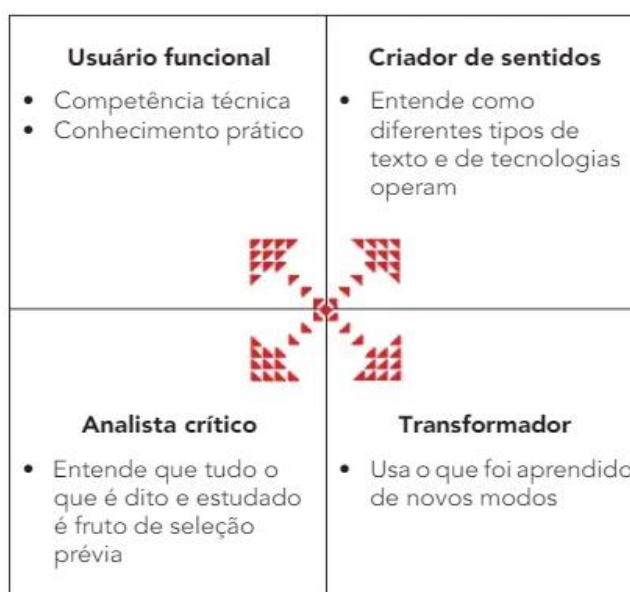 Usuário funcional
• Competência técnica
• Conhecimento prático
Criador de sentidos
• Entende como
diferentes tipos de
texto e de tecnologias
operam
Analista crítico
• Entende que tudo o
que é dito e estudado
é fruto de seleção
prévia
Transformador
• Usa o que foi aprendido
de novos modos